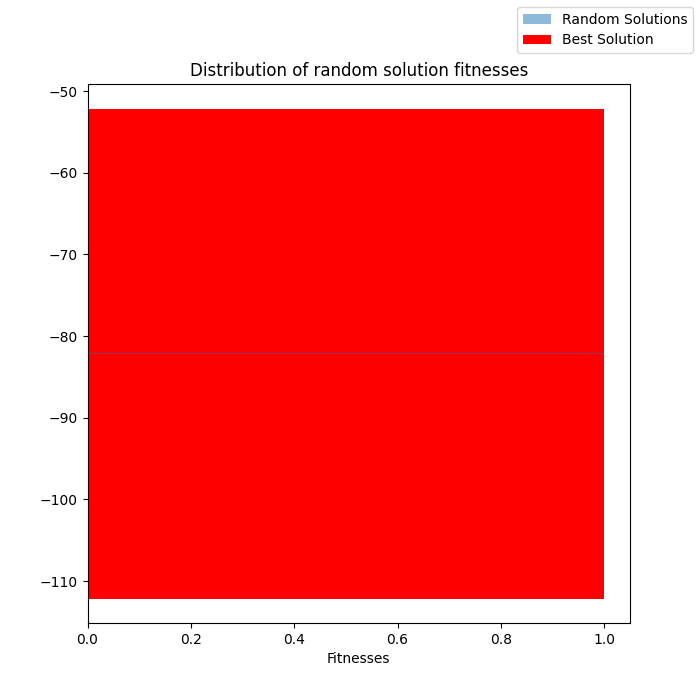 Random Solutions
Best Solution
Distribution of random solution fitnesses
−50
−60
−70
−80
−90
−100
−110
0.0 0.2 0.4 0.6 0.8 1.0
Fitnesses